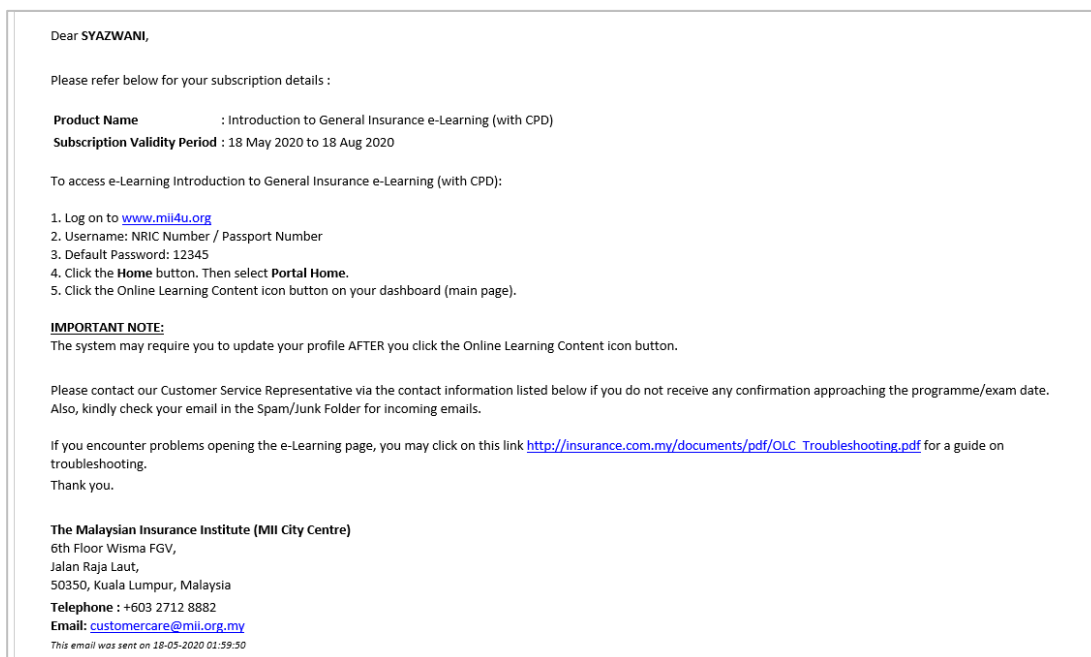 Dear SYAZWANI,
Please refer below for your subscription details :
Product Name : Introduction to General Insurance e-Learning (with CPD)
Subscription Validity Period : 18 May 2020 to 18 Aug 2020
To access e-Learning Introduction to General Insurance e-Learning (with CPD):
1. Log on to www.mii4u.org
2. Username: NRIC Number / Passport Number
3. Default Password: 12345
4. Click the Home button. Then select Portal Home.
5. Click the Online Learning Content icon button on your dashboard (main page).
IMPORTANT NOTE:
The system may require you to update your profile AFTER you click the Online Learning Content icon button.
Please contact our Customer Service Representative via the contact information listed below if you do not receive any confirmation approaching the programme/exam date.
Also, kindly check your email in the Spam/Junk Folder for incoming emails.
If you encounter problems opening the e-Learning page, you may click on this link http://insurance.com.my/documents/pdf/OLC_Troubleshooting.pdf for a guide on
troubleshooting.
Thank you.
The Malaysian Insurance Institute (MII City Centre)
6th Floor Wisma FGV,
Jalan Raja Laut,
50350, Kuala Lumpur, Malaysia
Telephone : +603 2712 8882
Email: customercare@mii.org.my
This email was sent on 18-05-2020 01:59:50